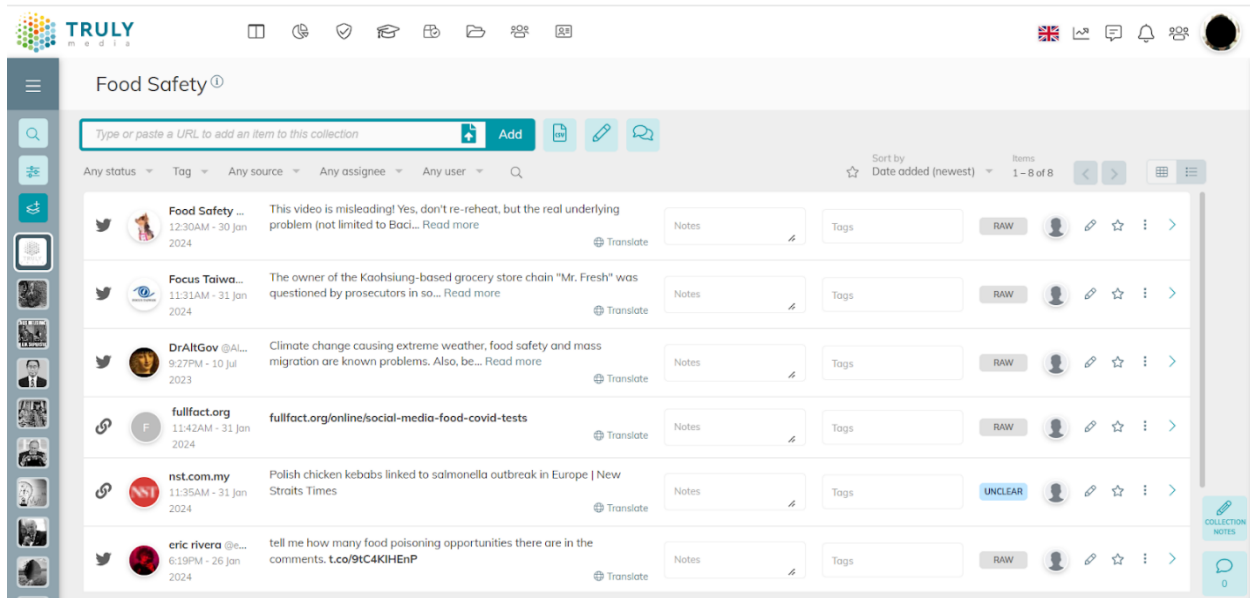 TRULY
media
Food Safety
Type or paste a URL to add an item to this collection
Add
CSV
Any status
Tag
Any source
Any assignee
Any user
Sort by
Date added (newest)
Items
1 – 8 of 8
Food Safety ...
12:30AM - 30 Jan
2024
This video is misleading! Yes, don't re-reheat, but the real underlying
problem (not limited to Baci... Read more
Translate
Notes
Tags
RAW
Focus Taiwa...
11:31AM - 31 Jan
2024
The owner of the Kaohsiung-based grocery store chain "Mr. Fresh" was
questioned by prosecutors in so... Read more
Translate
Notes
Tags
RAW
DrAltGov @Al...
9:27PM - 10 Jul
2023
Climate change causing extreme weather, food safety and mass
migration are known problems. Also, be... Read more
Translate
Notes
Tags
RAW
F
fullfact.org
11:42AM - 31 Jan
2024
fullfact.org/online/social-media-food-covid-tests
Translate
Notes
Tags
RAW
NST
nst.com.my
11:35AM - 31 Jan
2024
Polish chicken kebabs linked to salmonella outbreak in Europe | New
Straits Times
Translate
Notes
Tags
UNCLEAR
eric rivera @e...
6:19PM - 26 Jan
2024
tell me how many food poisoning opportunities there are in the
comments. t.co/9tC4KIHEnP
Translate
Notes
Tags
RAW
COLLECTION
NOTES
0